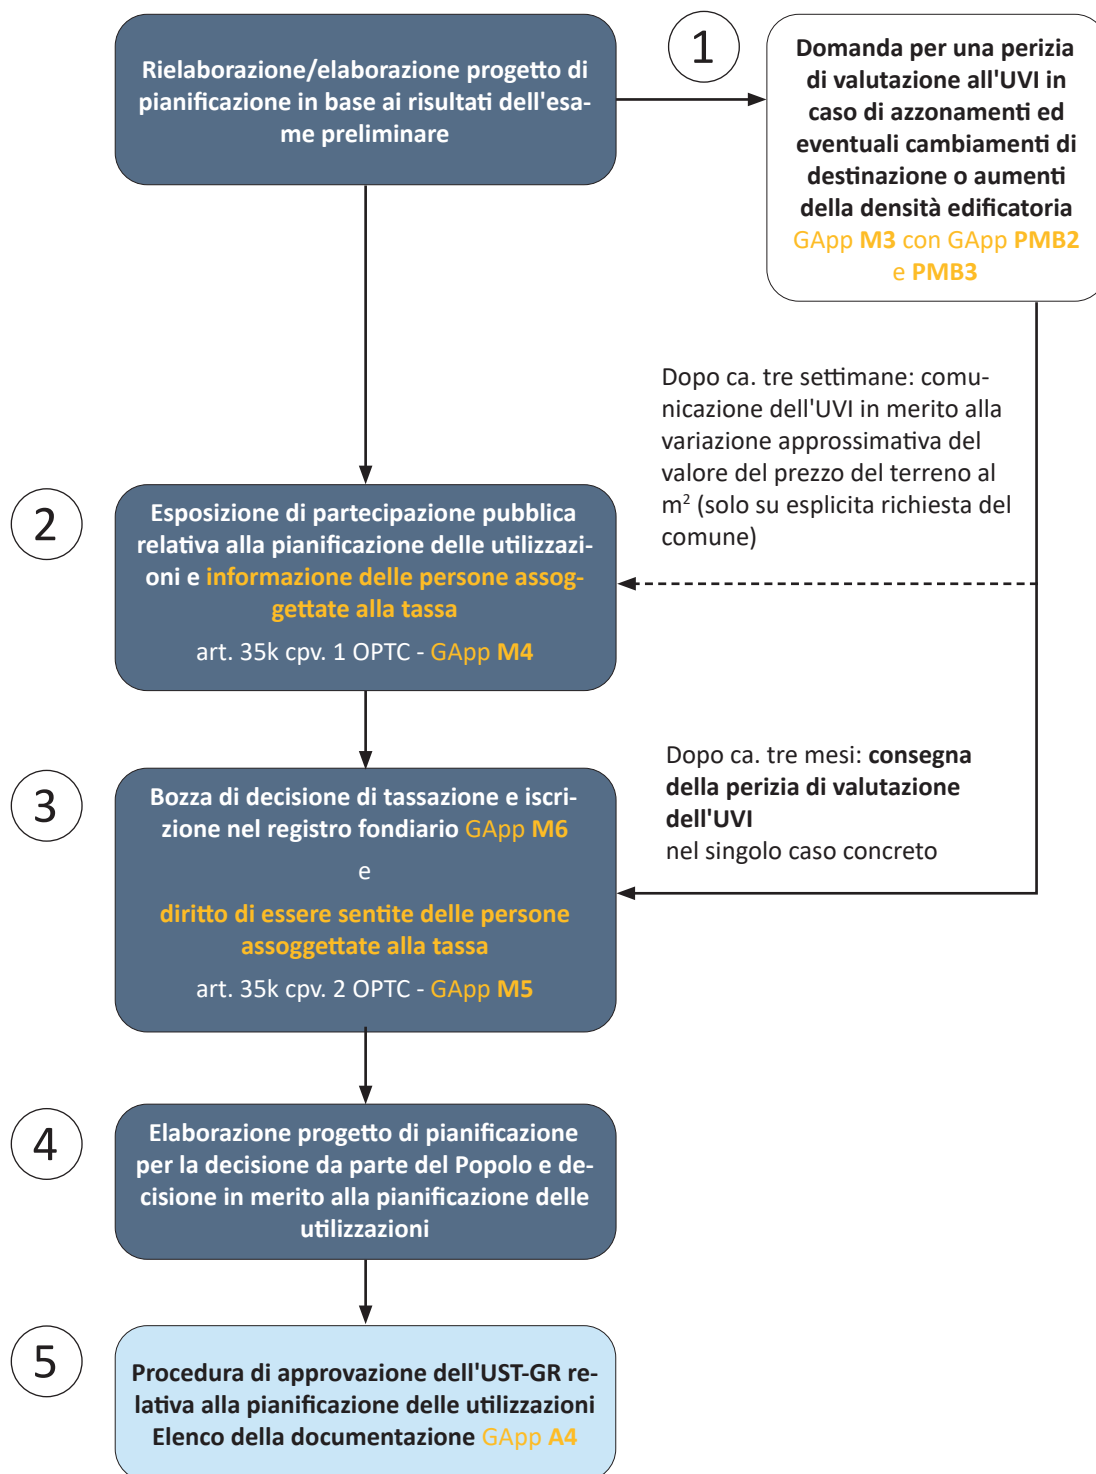 Rielaborazione/elaborazione progetto di
pianificazione in base ai risultati dell'esa-
me preliminare
1
Domanda per una perizia
di valutazione all'UVI in
caso di azzonamenti ed
eventuali cambiamenti di
destinazione o aumenti
della densità edificatoria
GApp M3 con GApp PMB2
e PMB3
Dopo ca. tre settimane: comu-
nicazione dell'UVI in merito alla
variazione approssimativa del
valore del prezzo del terreno al
m² (solo su esplicita richiesta del
comune)
2
Esposizione di partecipazione pubblica
relativa alla pianificazione delle utilizzazi-
oni e informazione delle persone assog-
gettate alla tassa
art. 35k cpv. 1 OPTC - GApp M4
Dopo ca. tre mesi: consegna
della perizia di valutazione
dell'UVI
nel singolo caso concreto
3
Bozza di decisione di tassazione e iscri-
zione nel registro fondiario GApp M6
e
diritto di essere sentite delle persone
assoggettate alla tassa
art. 35k cpv. 2 OPTC - GApp M5
4
Elaborazione progetto di pianificazione
per la decisione da parte del Popolo e de-
cisione in merito alla pianificazione delle
utilizzazioni
5
Procedura di approvazione dell'UST-GR re-
lativa alla pianificazione delle utilizzazioni
Elenco della documentazione GApp A4